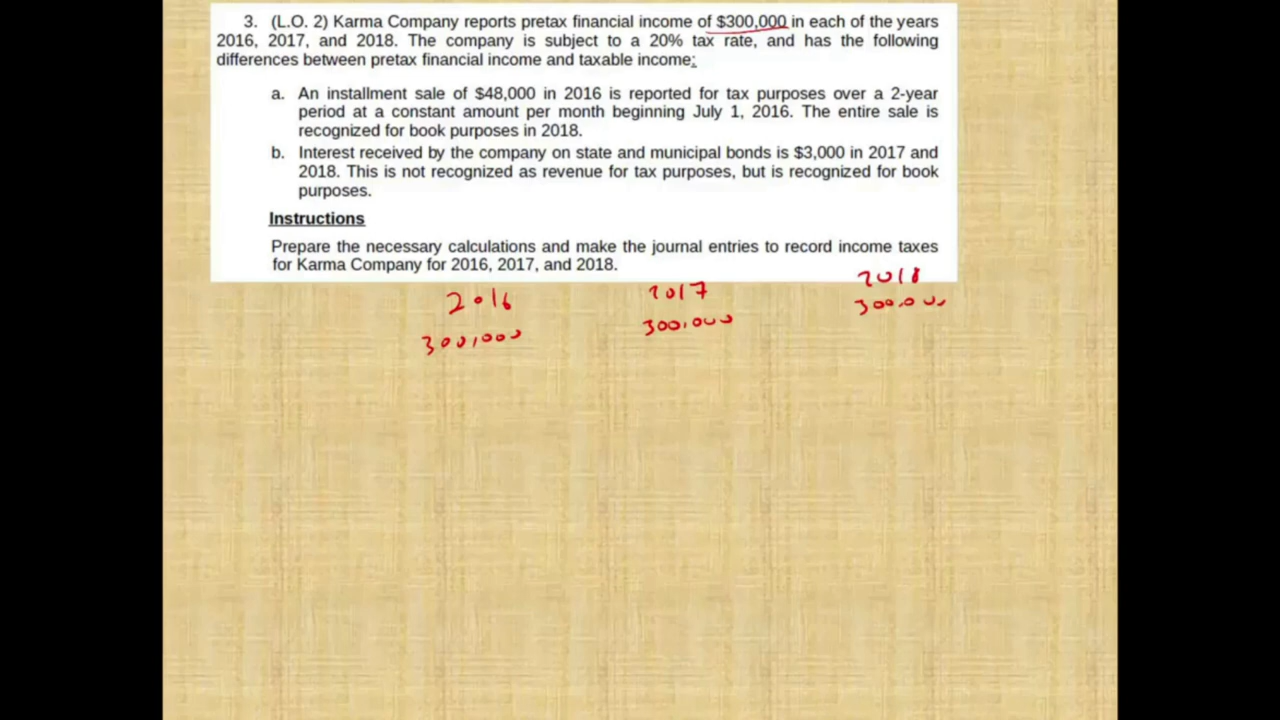 3. (L.O. 2) Karma Company reports pretax financial income of $300,000 in each of the years
2016, 2017, and 2018. The company is subject to a 20% tax rate, and has the following
differences between pretax financial income and taxable income:
a. An installment sale of $48,000 in 2016 is reported for tax purposes over a 2-year
period at a constant amount per month beginning July 1, 2016. The entire sale is
recognized for book purposes in 2018.
b. Interest received by the company on state and municipal bonds is $3,000 in 2017 and
2018. This is not recognized as revenue for tax purposes, but is recognized for book
purposes.
Instructions
Prepare the necessary calculations and make the journal entries to record income taxes
for Karma Company for 2016, 2017, and 2018.
2016 2017 2018
300,000 300,000 300,000